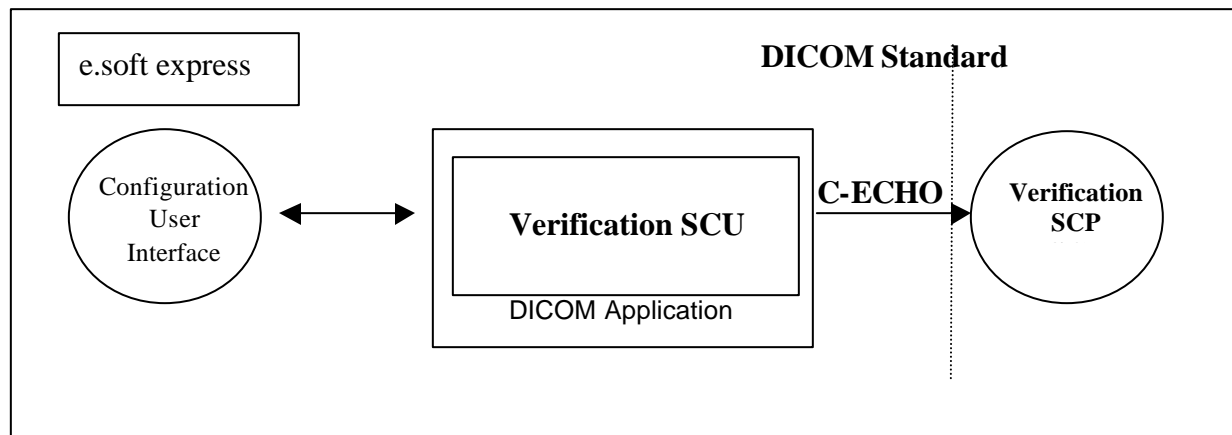 e.soft express
DICOM Standard
Configuration
User
Interface
Verification SCU
DICOM Application
C-ECHO
Verification
SCP